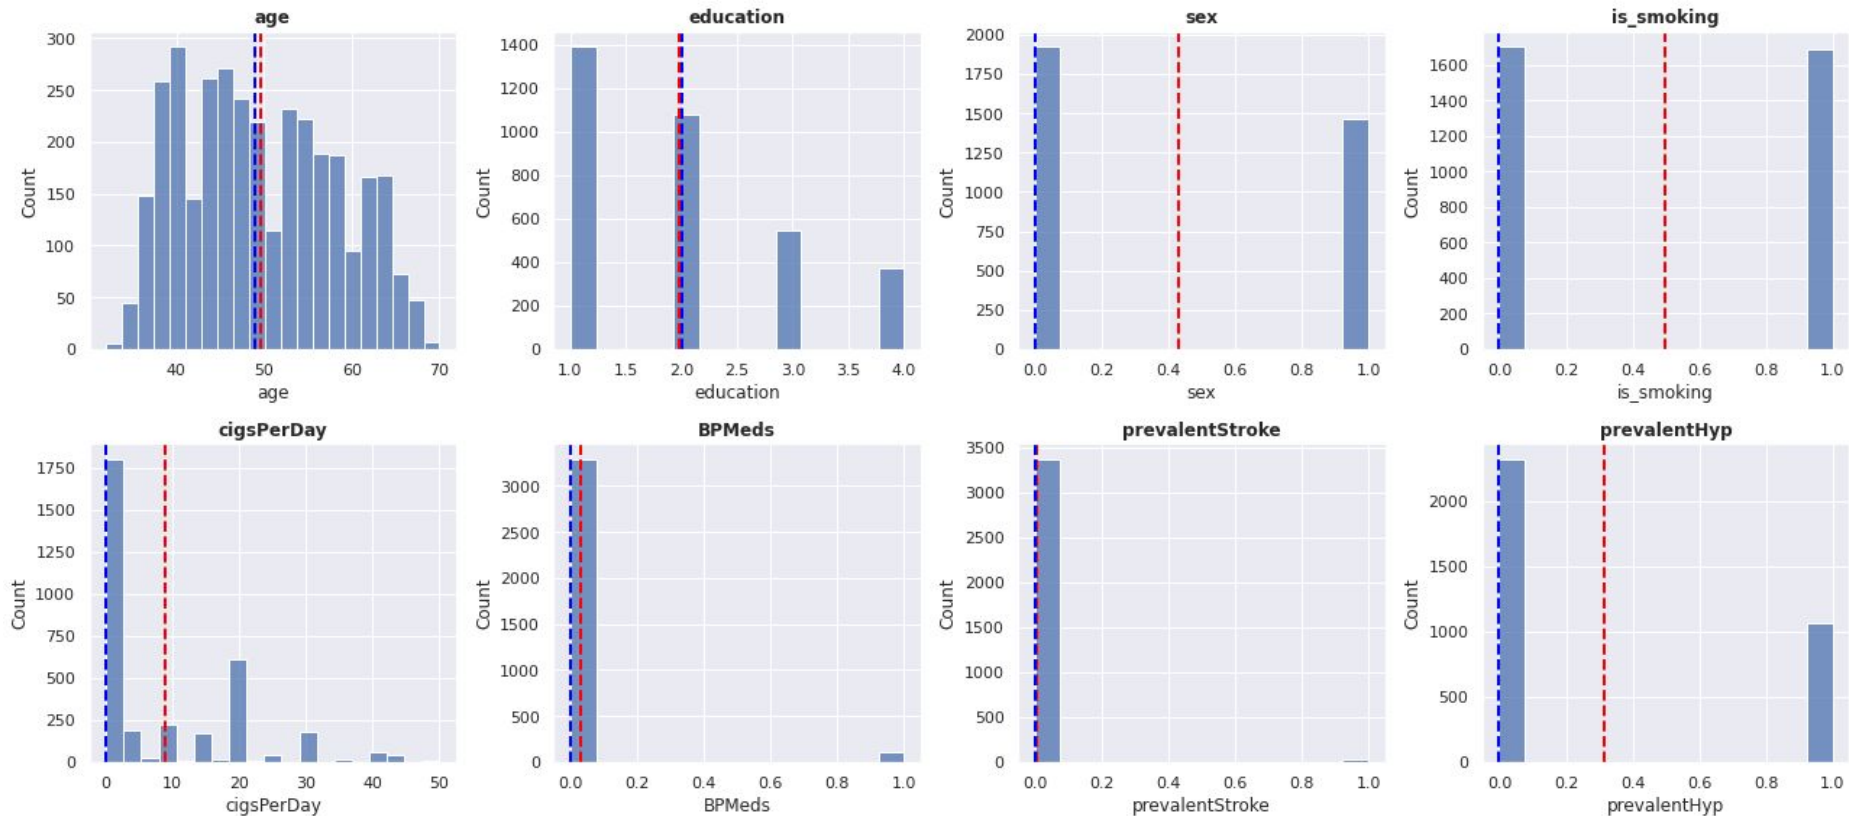 age
Count
300
250
200
150
100
50
0
40 50 60 70
age
education
Count
1400
1200
1000
800
600
400
200
0
1.0 1.5 2.0 2.5 3.0 3.5 4.0
education
sex
Count
2000
1750
1500
1250
1000
750
500
250
0
0.0 0.2 0.4 0.6 0.8 1.0
sex
is_smoking
Count
1600
1400
1200
1000
800
600
400
200
0
0.0 0.2 0.4 0.6 0.8 1.0
is_smoking
cigsPerDay
Count
1750
1500
1250
1000
750
500
250
0
0 10 20 30 40 50
cigsPerDay
BPMeds
Count
3000
2500
2000
1500
1000
500
0
0.0 0.2 0.4 0.6 0.8 1.0
BPMeds
prevalentStroke
Count
3500
3000
2500
2000
1500
1000
500
0
0.0 0.2 0.4 0.6 0.8 1.0
prevalentStroke
prevalentHyp
Count
2000
1500
1000
500
0
0.0 0.2 0.4 0.6 0.8 1.0
prevalentHyp